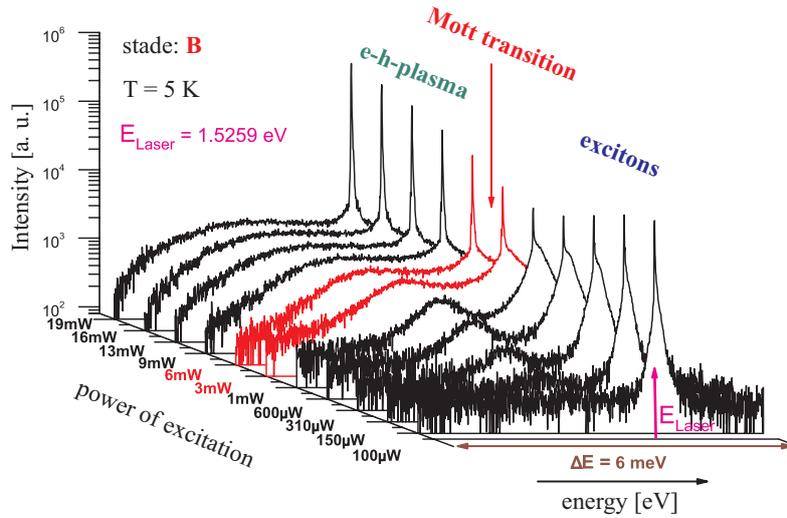 Mott transition
stade: B
e-h-plasma
T = 5 K
E Laser = 1.5259 eV
excitons
Intensity [a. u.]
10^6
10^5
10^4
10^3
10^2
19mW
16mW
13mW
9mW
6mW
3mW
1mW
600µW
310µW
150µW
100µW
power of excitation
E Laser
ΔE = 6 meV
energy [eV]